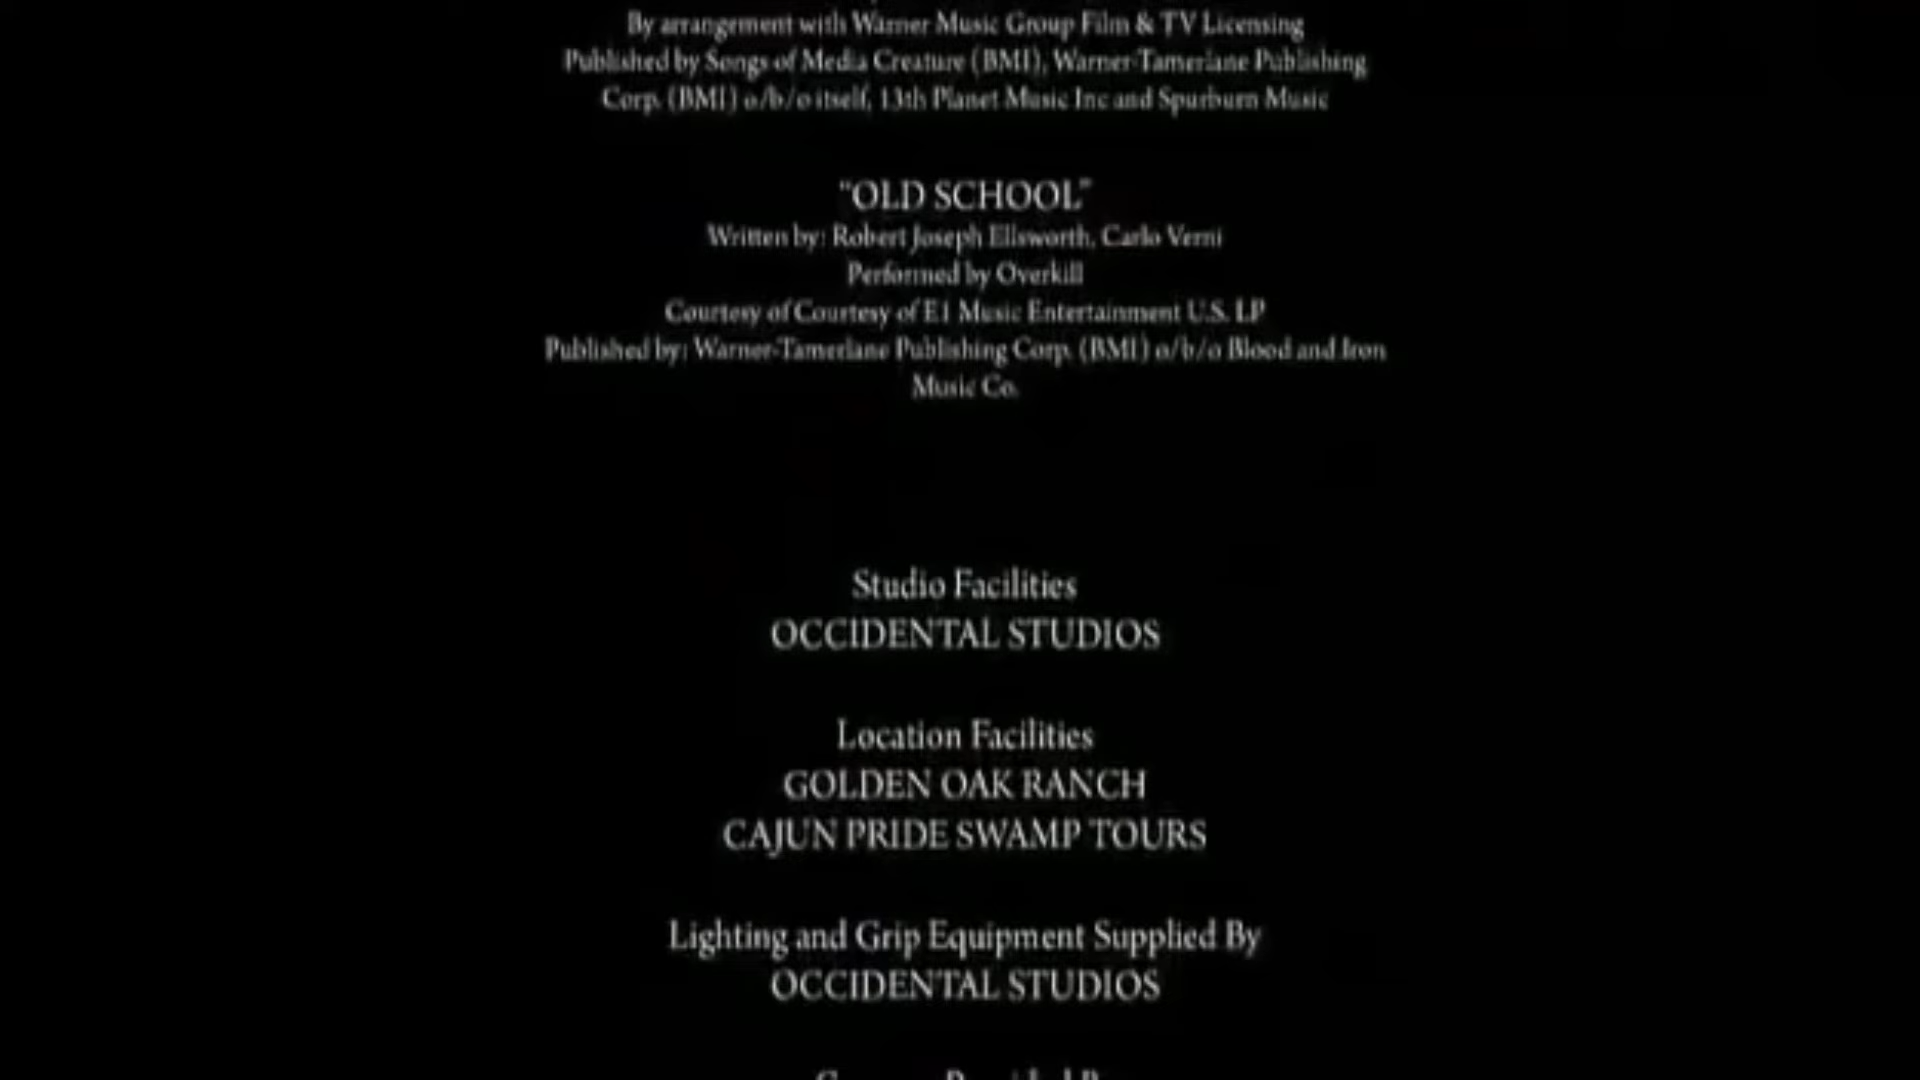 By arrangement with Warner Music Group Film & TV Licensing
Published by Songs of Media Creature (BMI), Warner-Tamerlane Publishing
Corp. (BMI) o/b/o itself, 13th Planet Music Inc and Spurburn Music
"OLD SCHOOL"
Written by: Robert Joseph Ellsworth, Carlo Verni
Performed by Overkill
Courtesy of Courtesy of E1 Music Entertainment U.S. LP
Published by: Warner-Tamerlane Publishing Corp. (BMI) o/b/o Blood and Iron
Music Co.
Studio Facilities
OCCIDENTAL STUDIOS
Location Facilities
GOLDEN OAK RANCH
CAJUN PRIDE SWAMP TOURS
Lighting and Grip Equipment Supplied By
OCCIDENTAL STUDIOS